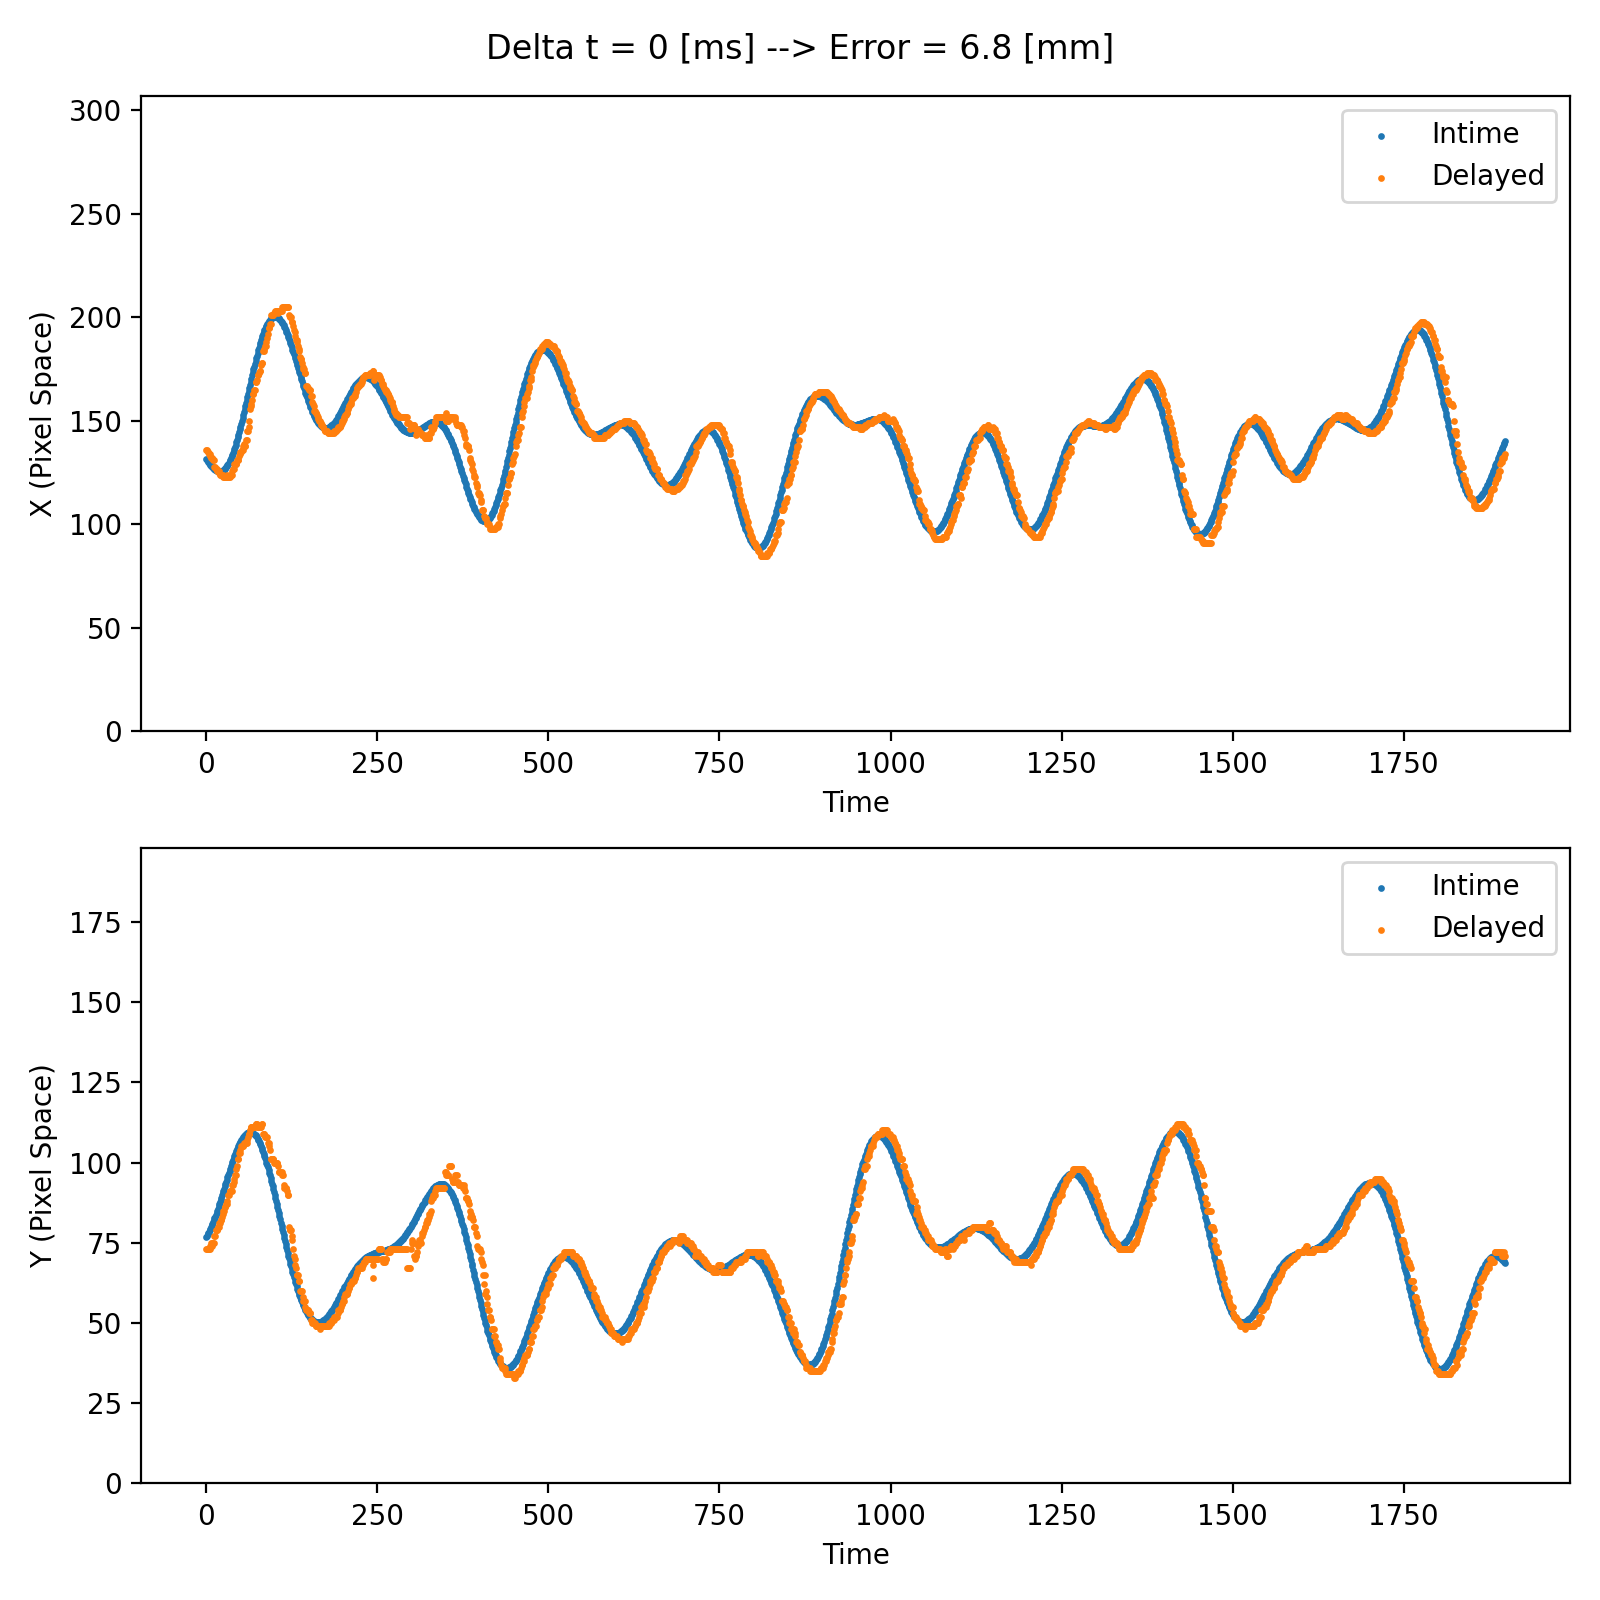 Delta t = 0 [ms] --> Error = 6.8 [mm]
300
250
200
150
100
50
0
X (Pixel Space)
Intime
Delayed
0 250 500 750 1000 1250 1500 1750
Time
175
150
125
100
75
50
25
0
Y (Pixel Space)
Intime
Delayed
0 250 500 750 1000 1250 1500 1750
Time